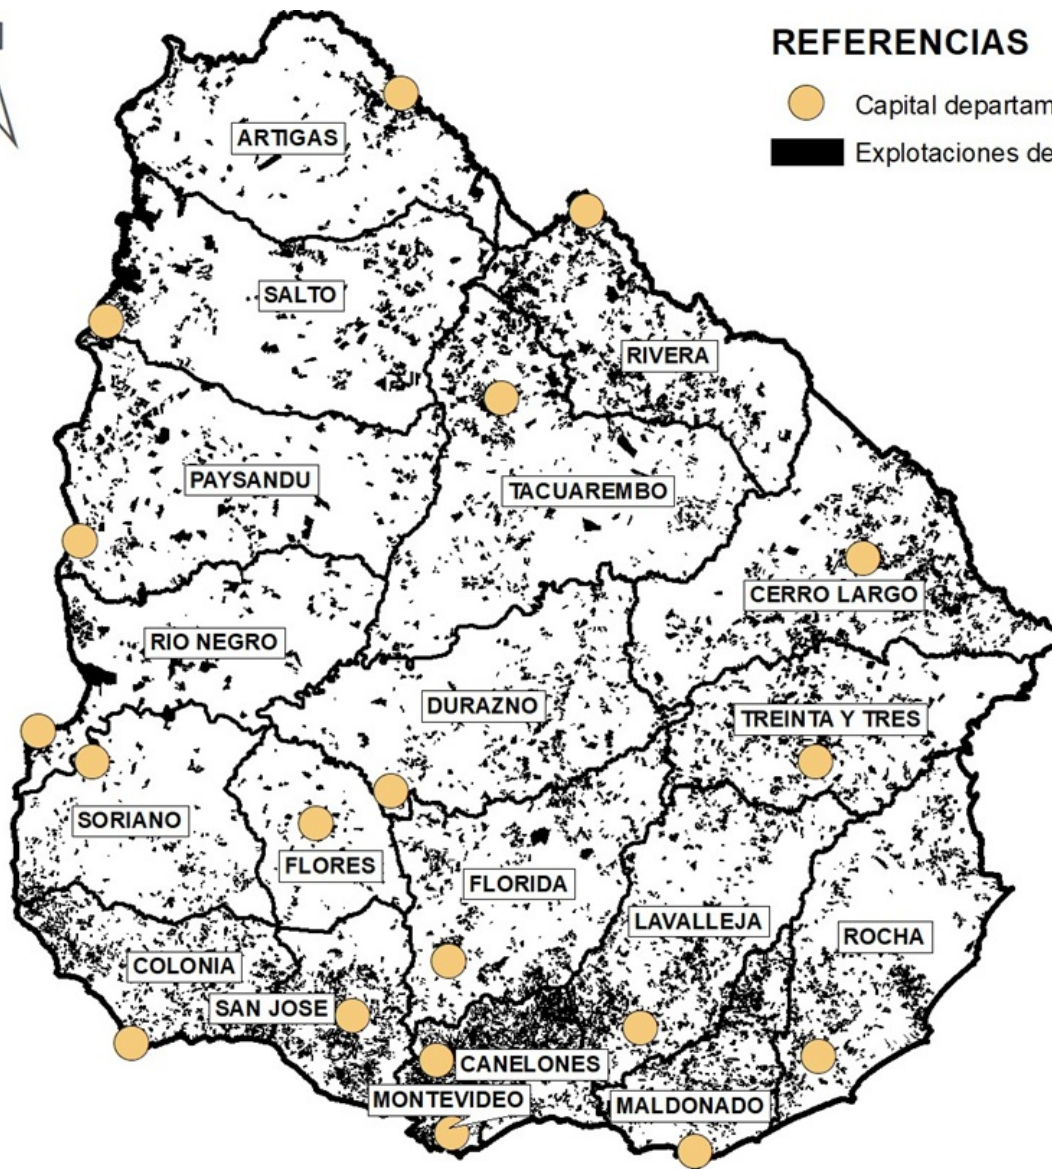 REFERENCIAS
Capital departam
Explotaciones de
ARTIGAS
SALTO
RIVERA
PAYSANDU
TACUAREMBO
CERRO LARGO
RIO NEGRO
DURAZNO
TREINTA Y TRES
SORIANO
FLORES
FLORIDA
LAVALLEJA
ROCHA
COLONIA
SAN JOSE
CANELONES
MONTEVIDEO
MALDONADO